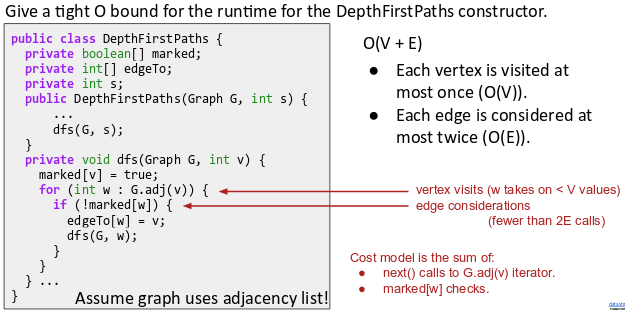 Give a tight O bound for the runtime for the DepthFirstPaths constructor.
public class DepthFirstPaths {
private boolean[] marked;
private int[] edgeTo;
private int s;
public DepthFirstPaths(Graph G, int s) {
...
dfs(G, s);
}
private void dfs(Graph G, int v) {
marked[v] = true;
for (int w : G.adj(v)) {
if (!marked[w]) {
edgeTo[w] = v;
dfs(G, w);
}
}
} ...
}
Assume graph uses adjacency list!
O(V + E)
● Each vertex is visited at
most once (O(V)).
● Each edge is considered at
most twice (O(E)).
vertex visits (w takes on < V values)
edge considerations
(fewer than 2E calls)
Cost model is the sum of:
● next() calls to G.adj(v) iterator.
● marked[w] checks.